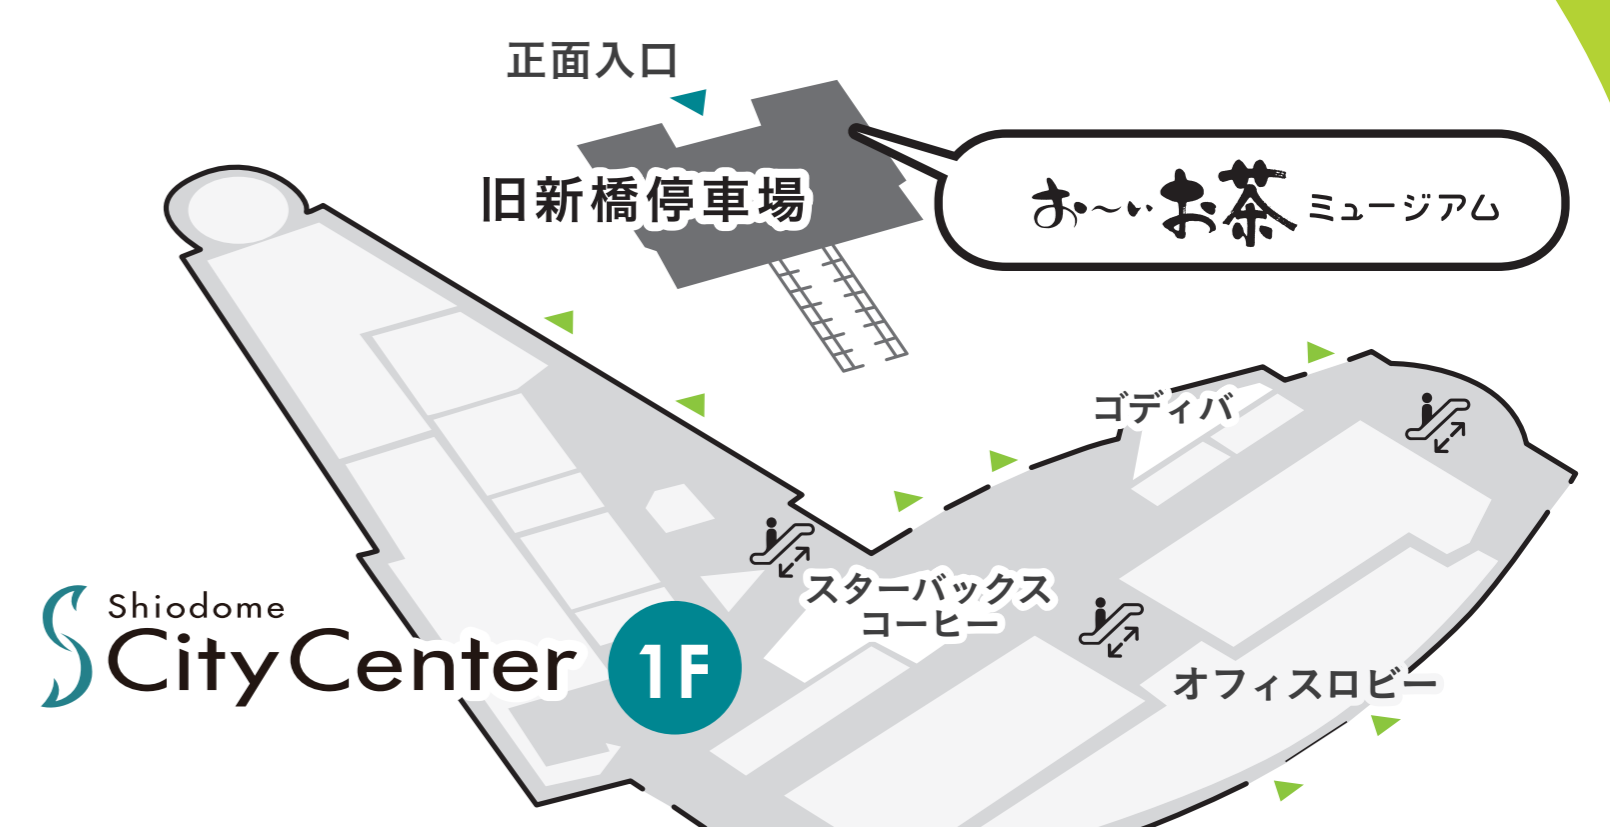 正面入口
旧新橋停車場
お～いお茶 ミュージアム
ゴディバ
スターバックス
コーヒー
オフィスロビー
Shiodome
City Center
1F